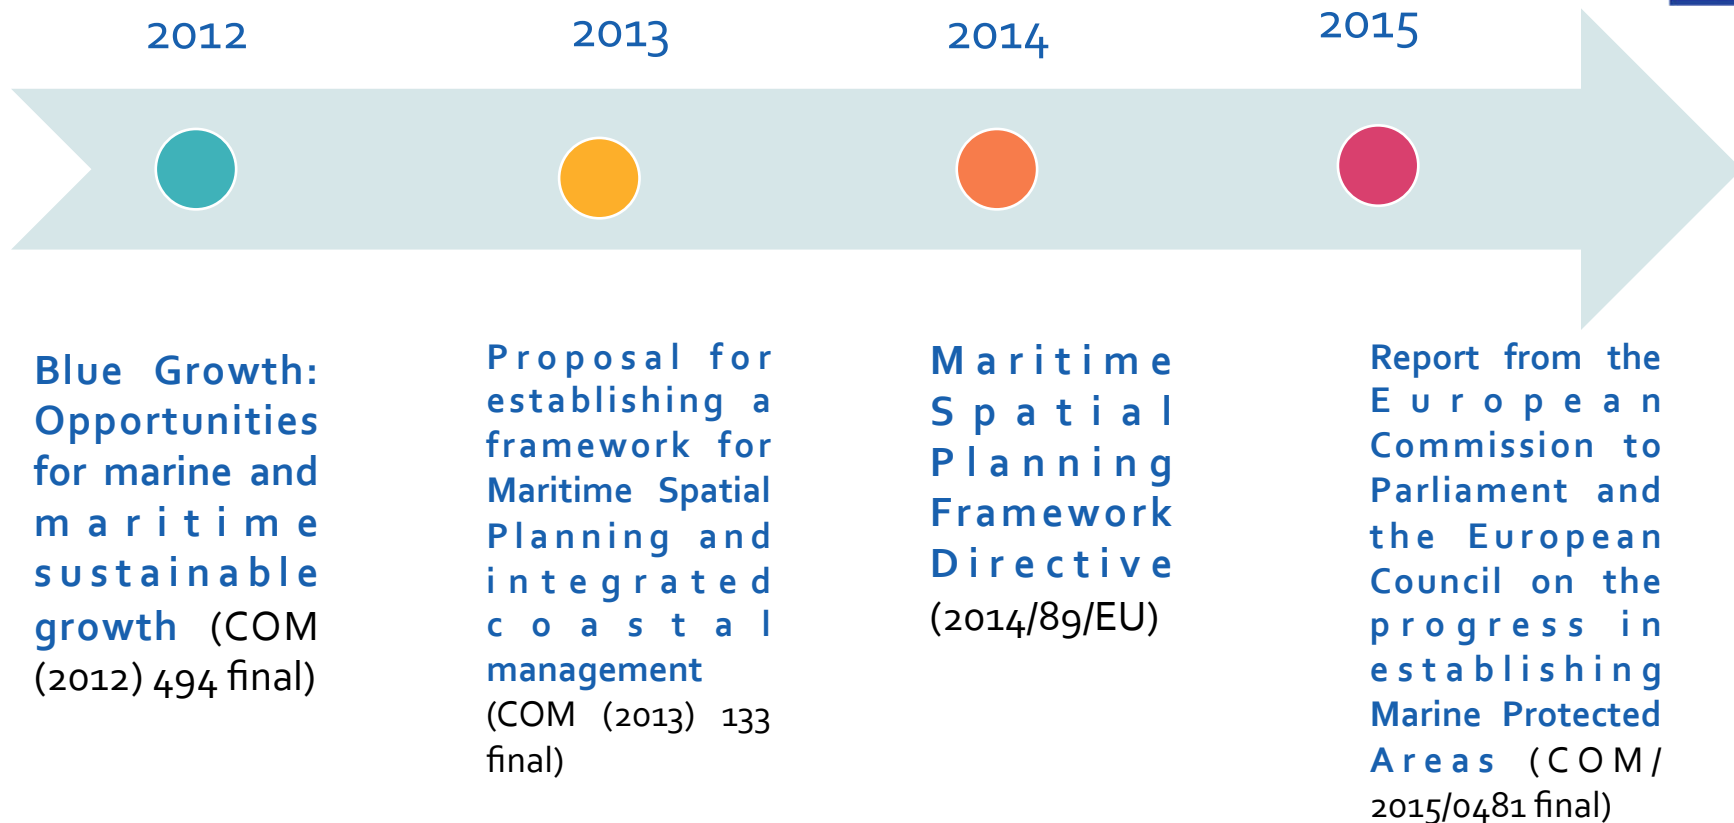 2012
2013
2014
2015
Blue Growth:
Opportunities
for marine and
maritime
sustainable
growth (COM
(2012) 494 final)
Proposal for
establishing a
framework for
Maritime Spatial
Planning and
integrated
coastal
management
(COM (2013) 133
final)
Maritime
Spatial
Planning
Framework
Directive
(2014/89/EU)
Report from the
European
Commission to
Parliament and
the European
Council on the
progress in
establishing
Marine Protected
Areas (COM/
2015/0481 final)